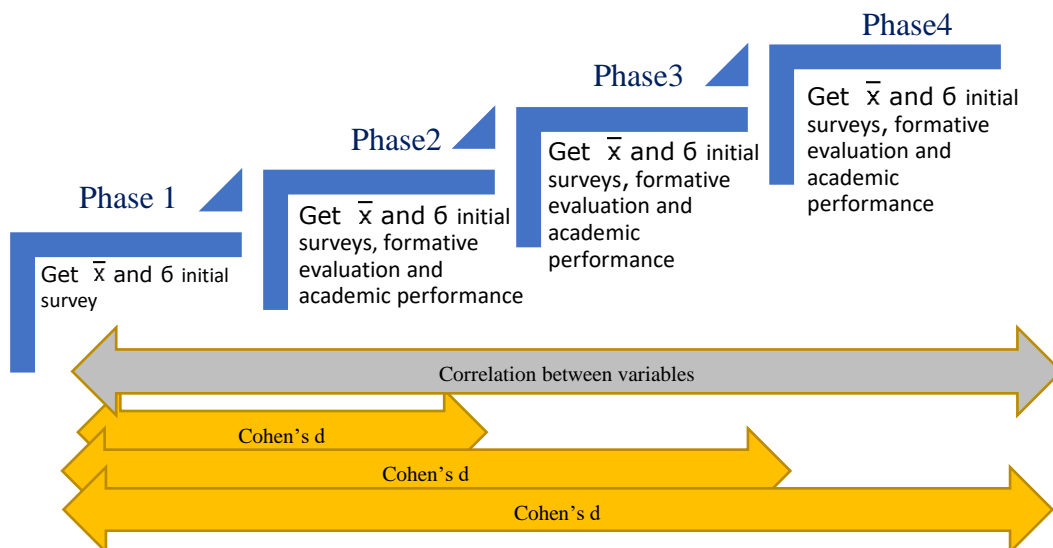 Phase 1
Get x̄ and б initial
survey
Phase2
Get x̄ and б initial
surveys, formative
evaluation and
academic performance
Phase3
Get x̄ and б initial
surveys, formative
evaluation and
academic
performance
Phase4
Get x̄ and б initial
surveys, formative
evaluation and
academic
performance
Correlation between variables
Cohen's d
Cohen's d
Cohen's d